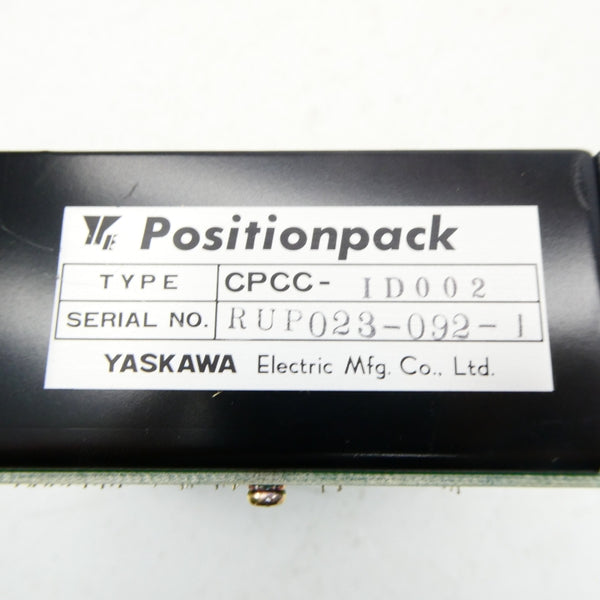 Positionpack
TYPE CPCC- ID002
SERIAL NO. RUP023-092-1
YASKAWA Electric Mfg. Co., Ltd.